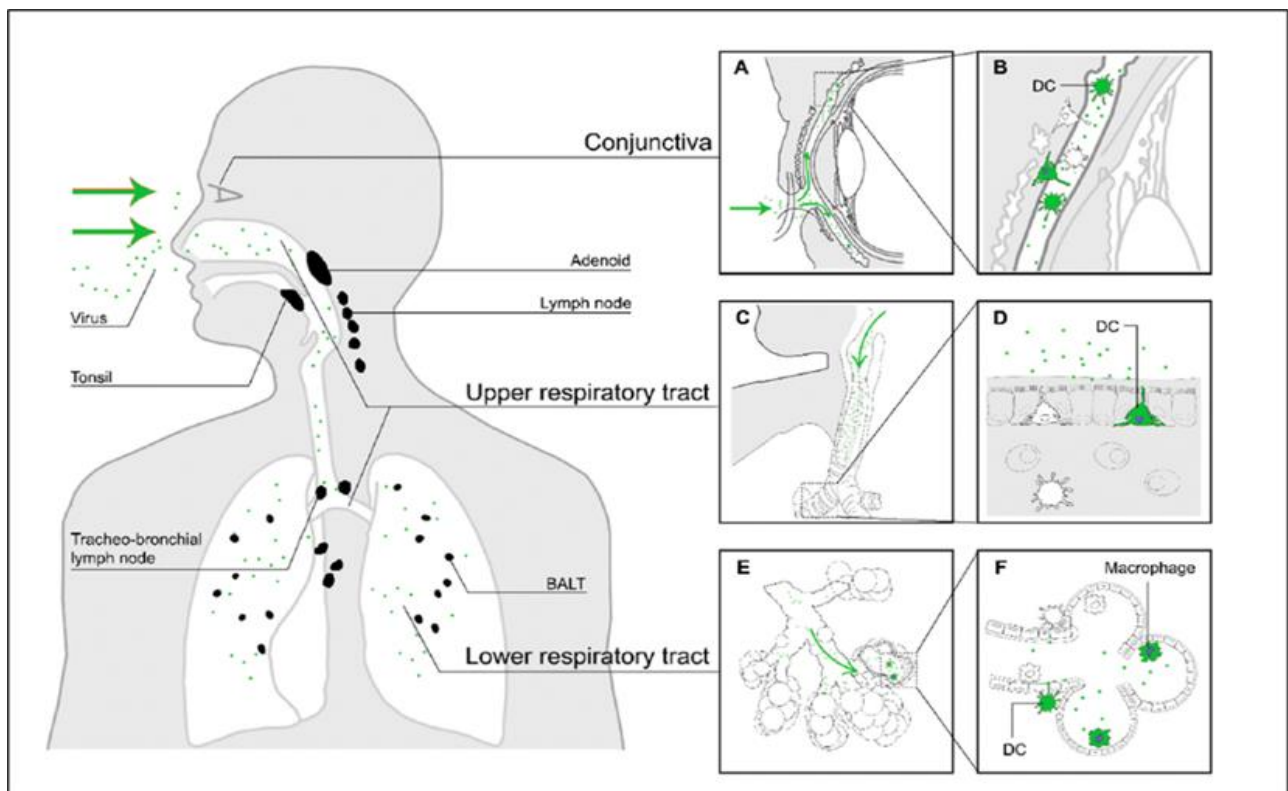 Conjunctiva
Adenoid
Lymph node
Virus
Tonsil
Upper respiratory tract
Tracheo-bronchial
lymph node
BALT
Lower respiratory tract
A
B
DC
C
D
DC
E
F
Macrophage
DC